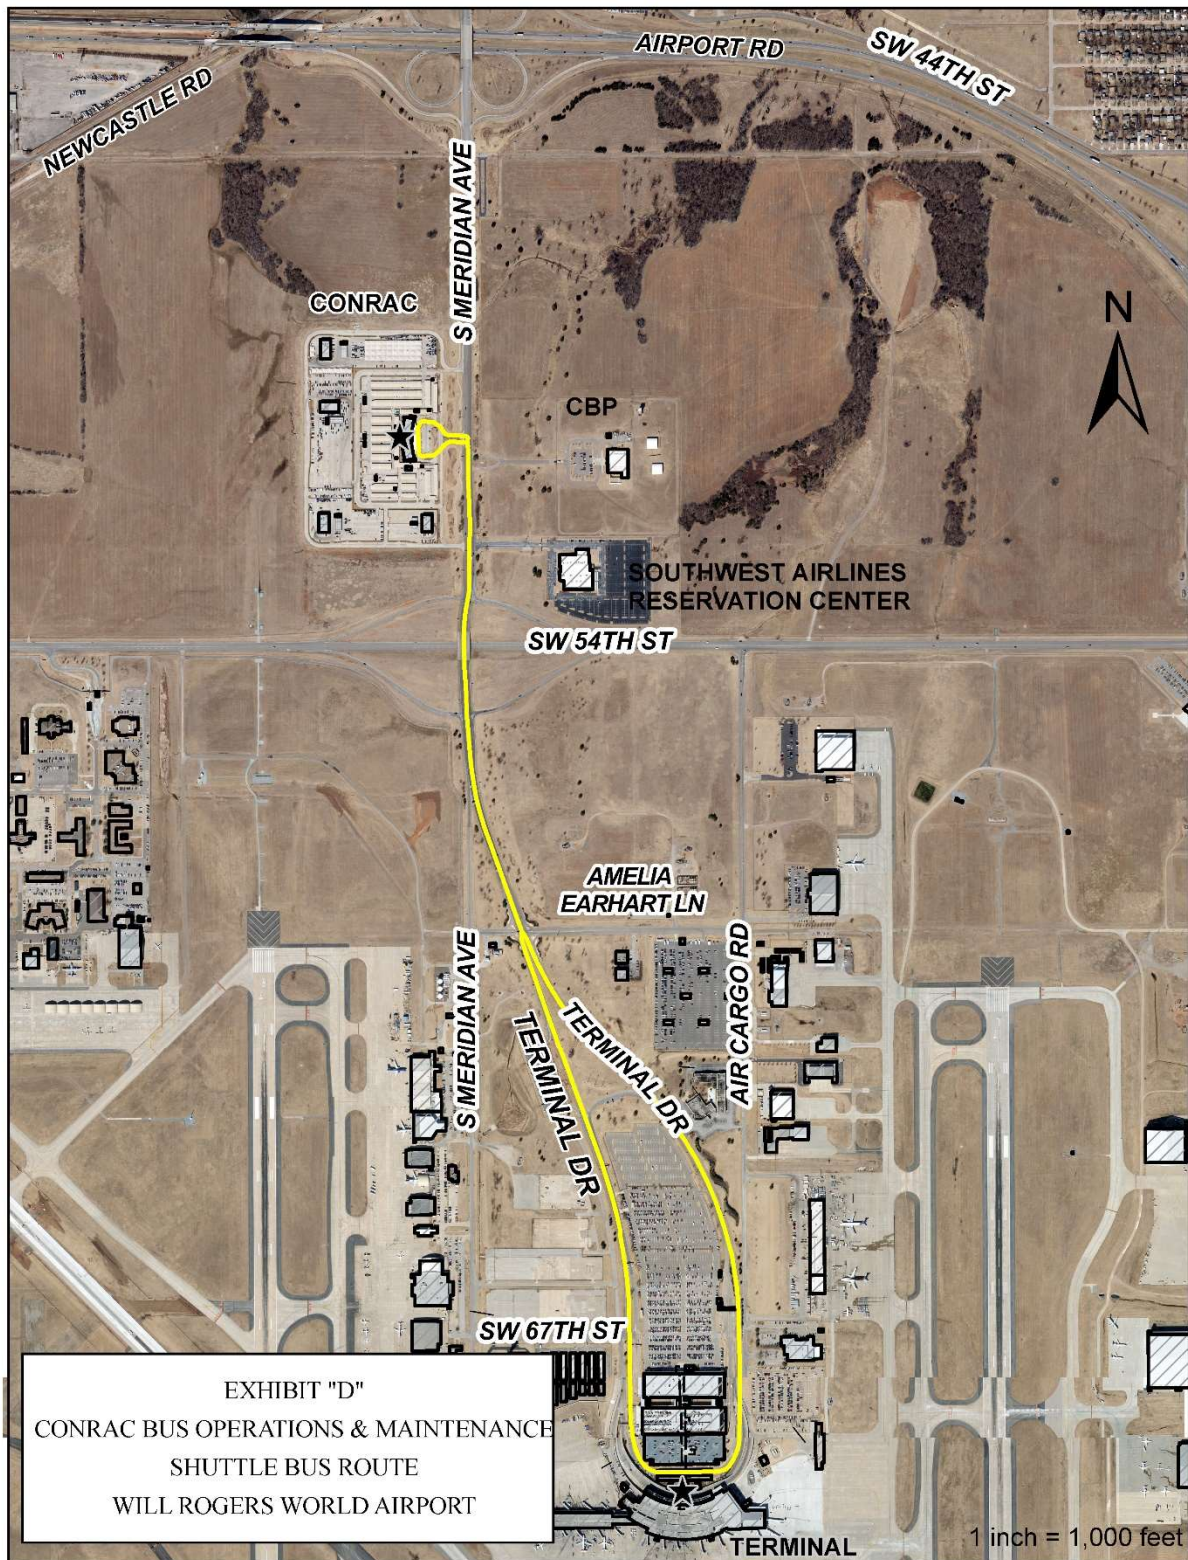 AIRPORT RD
SW 44TH ST
NEWCASTLE RD
S MERIDIAN AVE
CONRAC
N
CBP
SOUTHWEST AIRLINES
RESERVATION CENTER
SW 54TH ST
AMELIA
EARHART LN
S MERIDIAN AVE
AIR CARGO RD
TERMINAL DR
TERMINAL DR
SW 67TH ST
EXHIBIT "D"
CONRAC BUS OPERATIONS & MAINTENANCE
SHUTTLE BUS ROUTE
WILL ROGERS WORLD AIRPORT
TERMINAL
1 inch = 1,000 feet